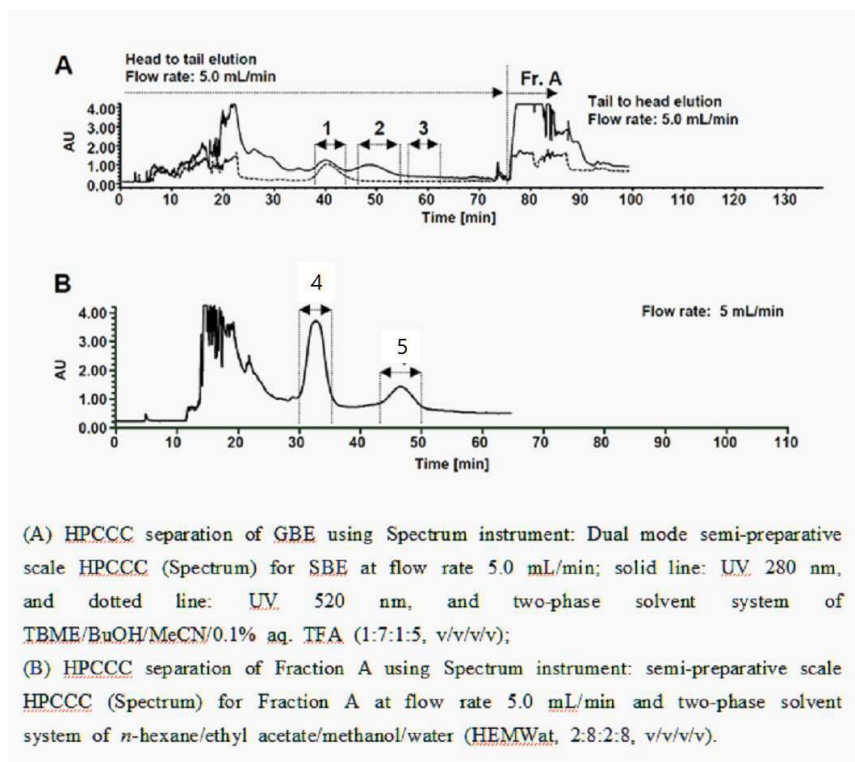 A
Head to tail elution
Flow rate: 5.0 mL/min
Fr. A
Tail to head elution
Flow rate: 5.0 mL/min
4.00
3.00
2.00
1.00
0.00
AU
1 2 3
0 10 20 30 40 50 60 70 80 90 100 110 120 130
Time [min]
B
4
5
Flow rate: 5 mL/min
4.00
3.00
2.00
1.00
0.00
AU
0 10 20 30 40 50 60 70 80 90 100 110
Time [min]
(A) HPCCC separation of GBE using Spectrum instrument: Dual mode semi-preparative
scale HPCCC (Spectrum) for SBE at flow rate 5.0 mL/min; solid line: UV 280 nm,
and dotted line: UV 520 nm, and two-phase solvent system of
TBME/BuOH/MeCN/0.1% aq. TFA (1:7:1:5, v/v/v/v);
(B) HPCCC separation of Fraction A using Spectrum instrument: semi-preparative scale
HPCCC (Spectrum) for Fraction A at flow rate 5.0 mL/min and two-phase solvent
system of n-hexane/ethyl acetate/methanol/water (HEMWat, 2:8:2:8, v/v/v/v).